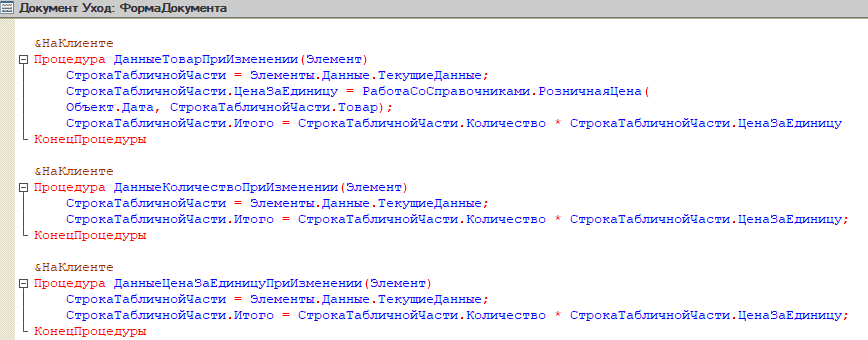 Документ Уход: ФормаДокумента
&НаКлиенте
Процедура ДанныеТоварПриИзменении(Элемент)
СтрокаТабличнойЧасти = Элементы.Данные.ТекущиеДанные;
СтрокаТабличнойЧасти.ЦенаЗаЕдиницу = РаботаСоСправочниками.РозничнаяЦена(
Объект.Дата, СтрокаТабличнойЧасти.Товар);
СтрокаТабличнойЧасти.Итого = СтрокаТабличнойЧасти.Количество * СтрокаТабличнойЧасти.ЦенаЗаЕдиницу
КонецПроцедуры
&НаКлиенте
Процедура ДанныеКоличествоПриИзменении(Элемент)
СтрокаТабличнойЧасти = Элементы.Данные.ТекущиеДанные;
СтрокаТабличнойЧасти.Итого = СтрокаТабличнойЧасти.Количество * СтрокаТабличнойЧасти.ЦенаЗаЕдиницу;
КонецПроцедуры
&НаКлиенте
Процедура ДанныеЦенаЗаЕдиницуПриИзменении(Элемент)
СтрокаТабличнойЧасти = Элементы.Данные.ТекущиеДанные;
СтрокаТабличнойЧасти.Итого = СтрокаТабличнойЧасти.Количество * СтрокаТабличнойЧасти.ЦенаЗаЕдиницу;
КонецПроцедуры